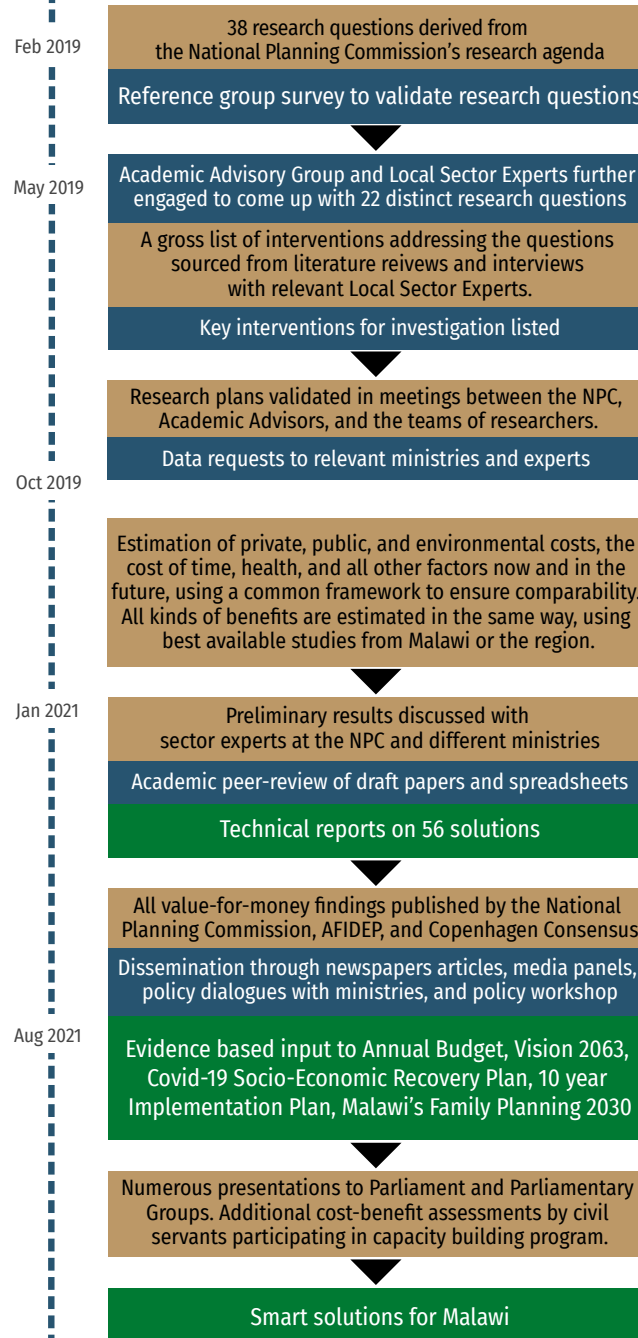 Feb 2019
38 research questions derived from
the National Planning Commission's research agenda
Reference group survey to validate research questions
May 2019
Academic Advisory Group and Local Sector Experts further
engaged to come up with 22 distinct research questions
A gross list of interventions addressing the questions
sourced from literature reivews and interviews
with relevant Local Sector Experts.
Key interventions for investigation listed
Research plans validated in meetings between the NPC,
Academic Advisors, and the teams of researchers.
Data requests to relevant ministries and experts
Oct 2019
Estimation of private, public, and environmental costs, the
cost of time, health, and all other factors now and in the
future, using a common framework to ensure comparability.
All kinds of benefits are estimated in the same way, using
best available studies from Malawi or the region.
Jan 2021
Preliminary results discussed with
sector experts at the NPC and different ministries
Academic peer-review of draft papers and spreadsheets
Technical reports on 56 solutions
All value-for-money findings published by the National
Planning Commission, AFIDEP, and Copenhagen Consensus
Dissemination through newspapers articles, media panels,
policy dialogues with ministries, and policy workshop
Aug 2021
Evidence based input to Annual Budget, Vision 2063,
Covid-19 Socio-Economic Recovery Plan, 10 year
Implementation Plan, Malawi's Family Planning 2030
Numerous presentations to Parliament and Parliamentary
Groups. Additional cost-benefit assessments by civil
servants participating in capacity building program.
Smart solutions for Malawi